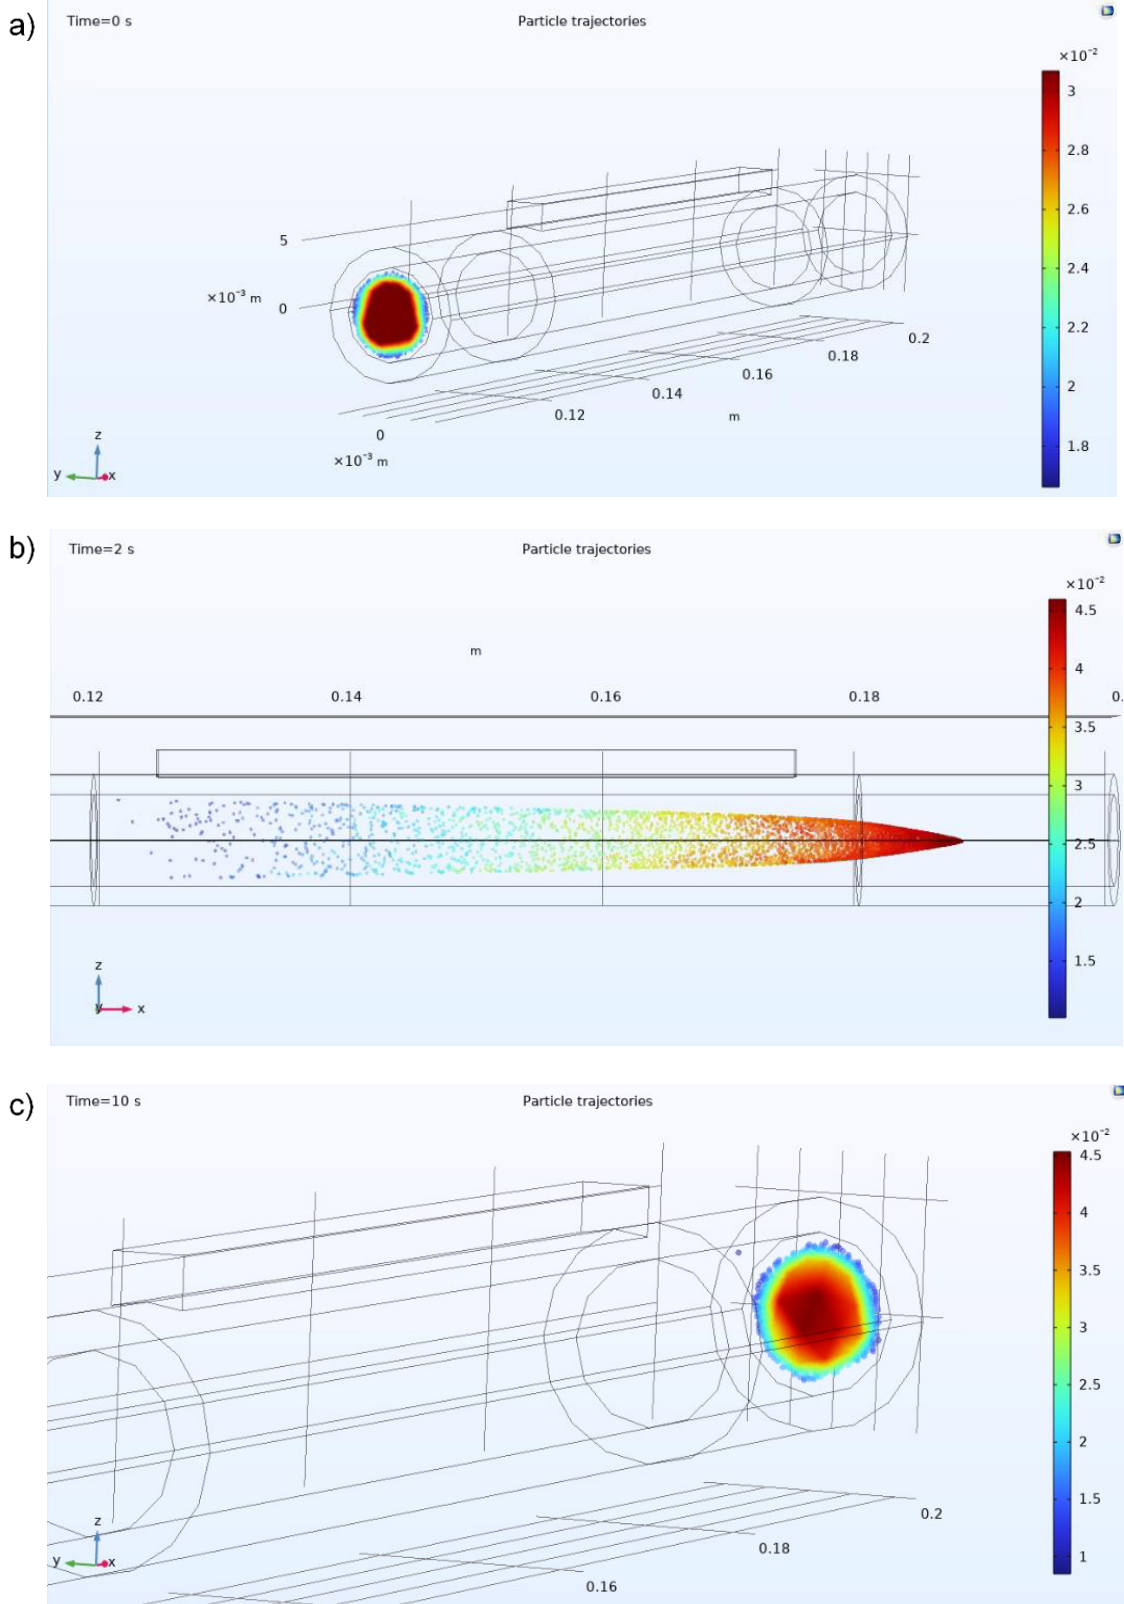 a)
Time=0 s
Particle trajectories
×10⁻²
3
2.8
2.6
2.4
2.2
2
1.8
5
×10⁻³ m
0
0.2
0.18
0.16
0.14
0.12
m
0
×10⁻³ m
z
y
x
b)
Time=2 s
Particle trajectories
×10⁻²
4.5
4
3.5
3
2.5
2
1.5
m
0.12
0.14
0.16
0.18
0.
z
y
x
c)
Time=10 s
Particle trajectories
×10⁻²
4.5
4
3.5
3
2.5
2
1.5
1
0.2
0.18
0.16
z
y
x